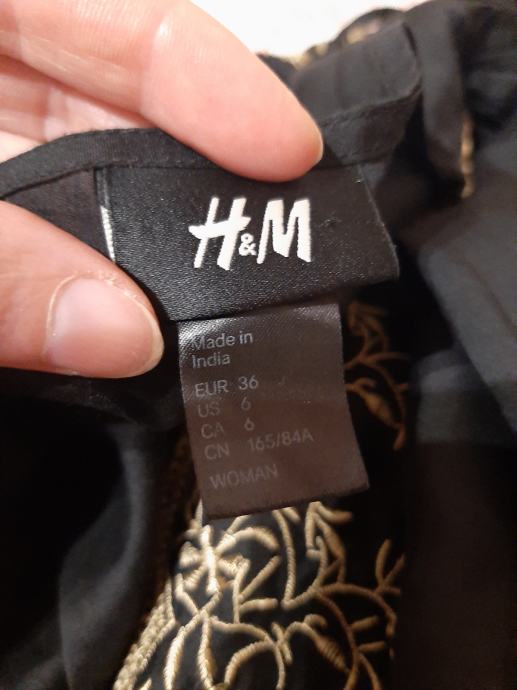 H&M
Made in
India
EUR 36
US 6
CA 6
CN 165/84A
WOMAN